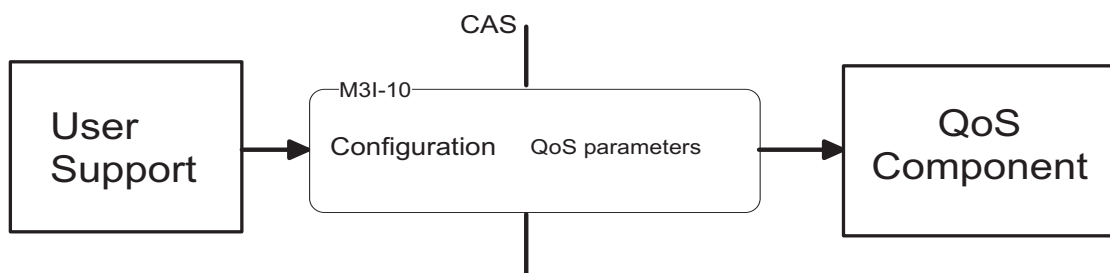 CAS
M3I-10
User
Support
Configuration QoS parameters
QoS
Component